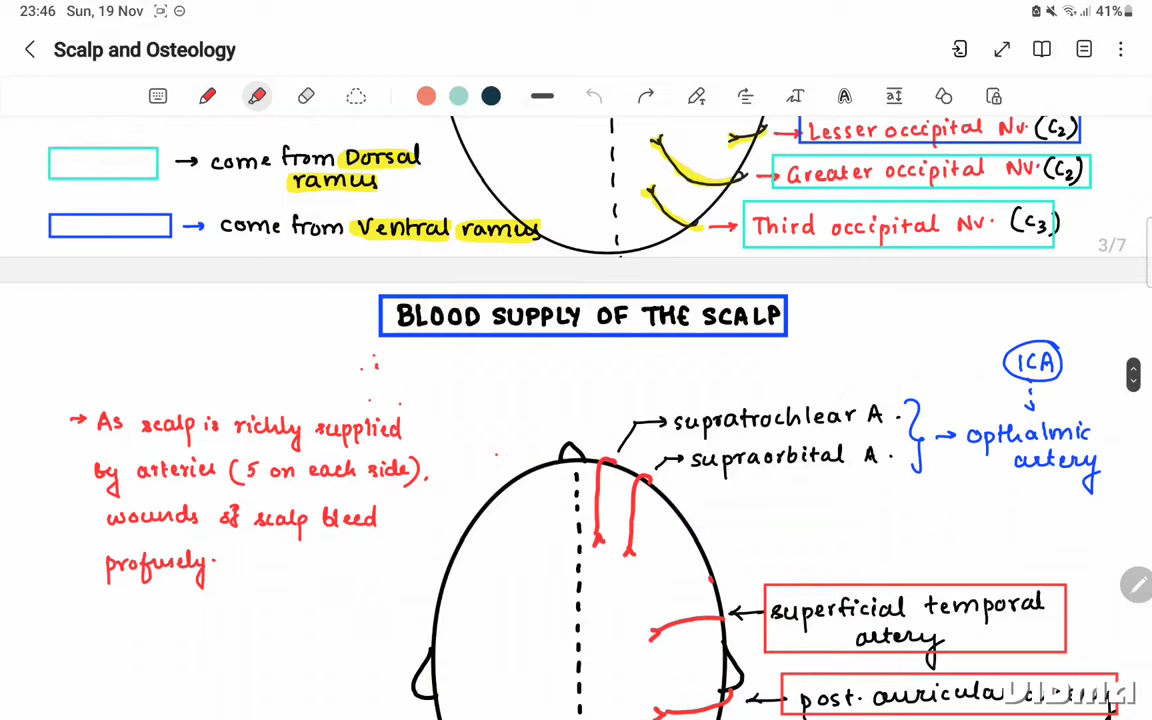 23:46 Sun, 19 Nov
41%
Scalp and Osteology
→ come from Dorsal
ramus
→ come from Ventral ramus
→ Lesser occipital Nv. (C2)
→ Greater occipital Nv. (C2)
→ Third occipital Nv. (C3)
3/7
BLOOD SUPPLY OF THE SCALP
→ As scalp is richly supplied
by arteries (5 on each side),
wounds of scalp bleed
profusely.
→ supratrochlear A.
→ supraorbital A.
ICA
→ opthalmic
artery
superficial temporal
artery
post. auricular
VIDMA